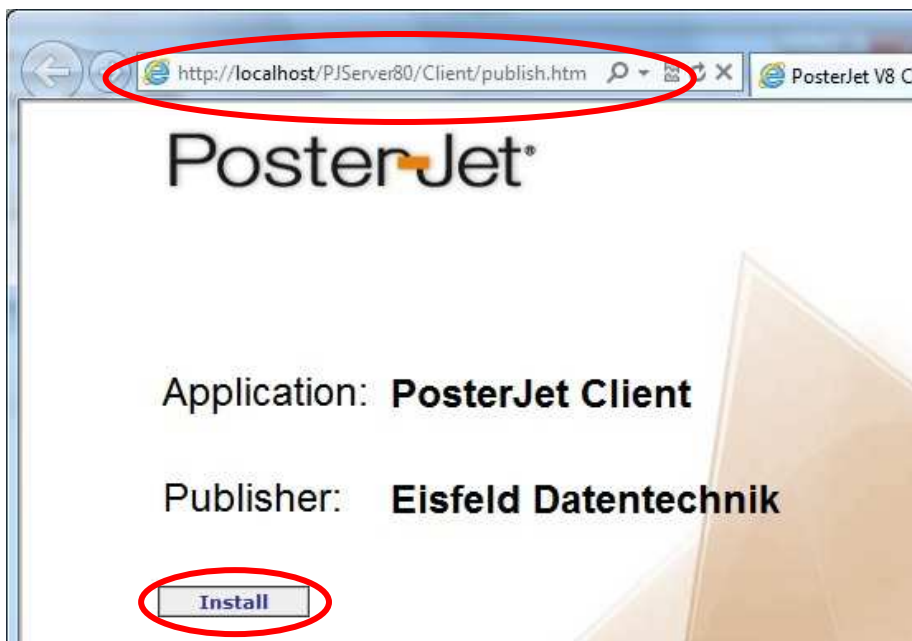 http://localhost/PJServer80/Client/publish.htm
PosterJet V8 C
PosterJet®
Application: PosterJet Client
Publisher: Eisfeld Datentechnik
Install